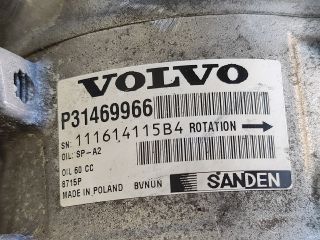 VOLVO
P31469966
SN: 111614115B4 ROTATION
OIL: SP-A2
OIL 60 CC
8715P
MADE IN POLAND BVNUN SANDEN